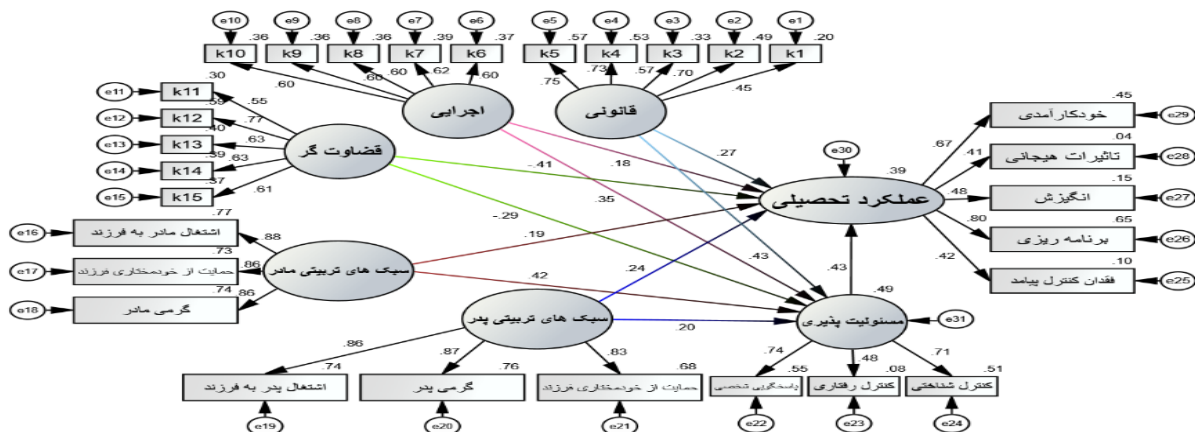 e10 e9 e8 e7 e6 e5 e4 e3 e2 e1
.36 .36 .36 .39 .37 .57 .53 .33 .49 .20
k10 k9 k8 k7 k6 k5 k4 k3 k2 k1
.60 .60 .60 .62 .60 .75 .73 .57 .70 .45
اجرایی
قانونی
.30
e11 k11 .55
.59
e12 k12 .77
.40
e13 k13 .63
.39
e14 k14 .63
.37
e15 k15 .61
قضاوت گر
-.41 .18 .27
-.29 .35 .43
e30
.39
عملکرد تحصیلی
.45
.67 خودکارآمدی e29
.04
.41 تاثیرات هیجانی e28
.15
.48 انگیزش e27
.65
.80 برنامه ریزی e26
.10
.42 فقدان کنترل پیامد e25
.77
e16 اشتغال مادر به فرزند .88
.73
e17 حمایت از خودمختاری فرزند .86
.74
e18 گرمی مادر .86
سبک های تربیتی مادر
.19
.42
.24
.43
.49
سبک های تربیتی پدر
.20
مسئولیت پذیری
e31
.86 .87 .83 .74 .48 .71
.74 .76 .68 .55 .08 .51
اشتغال پدر به فرزند
گرمی پدر
حمایت از خودمختاری فرزند
پاسخگویی شخصی
کنترل رفتاری
کنترل شناختی
e19 e20 e21 e22 e23 e24